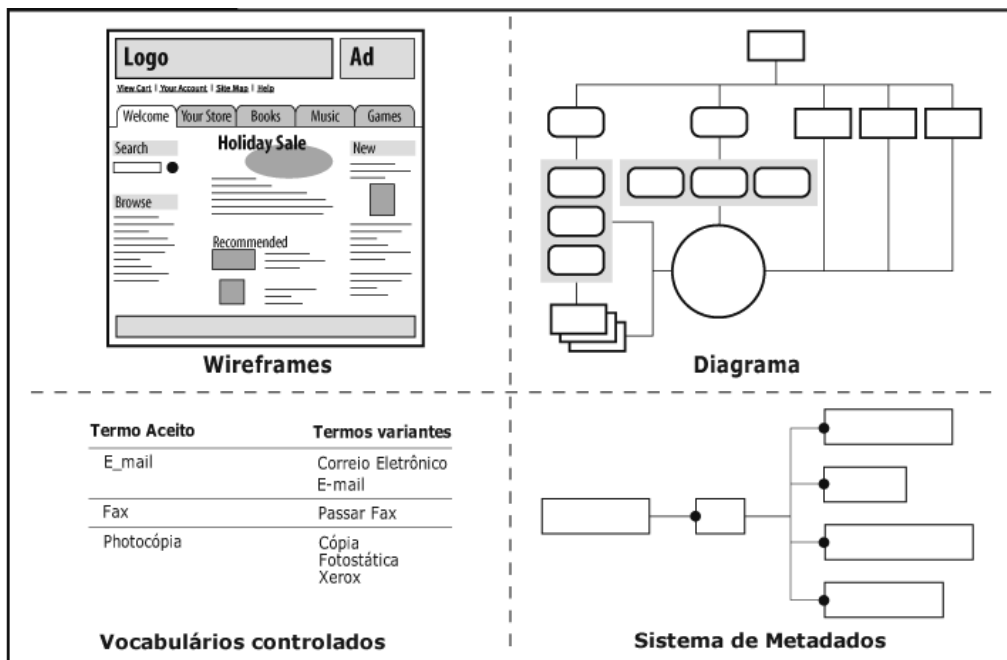 Logo
Ad
View Cart | Your Account | Site Map | Help
Welcome Your Store Books Music Games
Search
Holiday Sale
New
Browse
Recommended
Wireframes
Diagrama
Termo Aceito Termos variantes
E_mail Correio Eletrônico
E-mail
Fax Passar Fax
Photocópia Cópia
Fotostática
Xerox
Vocabulários controlados
Sistema de Metadados